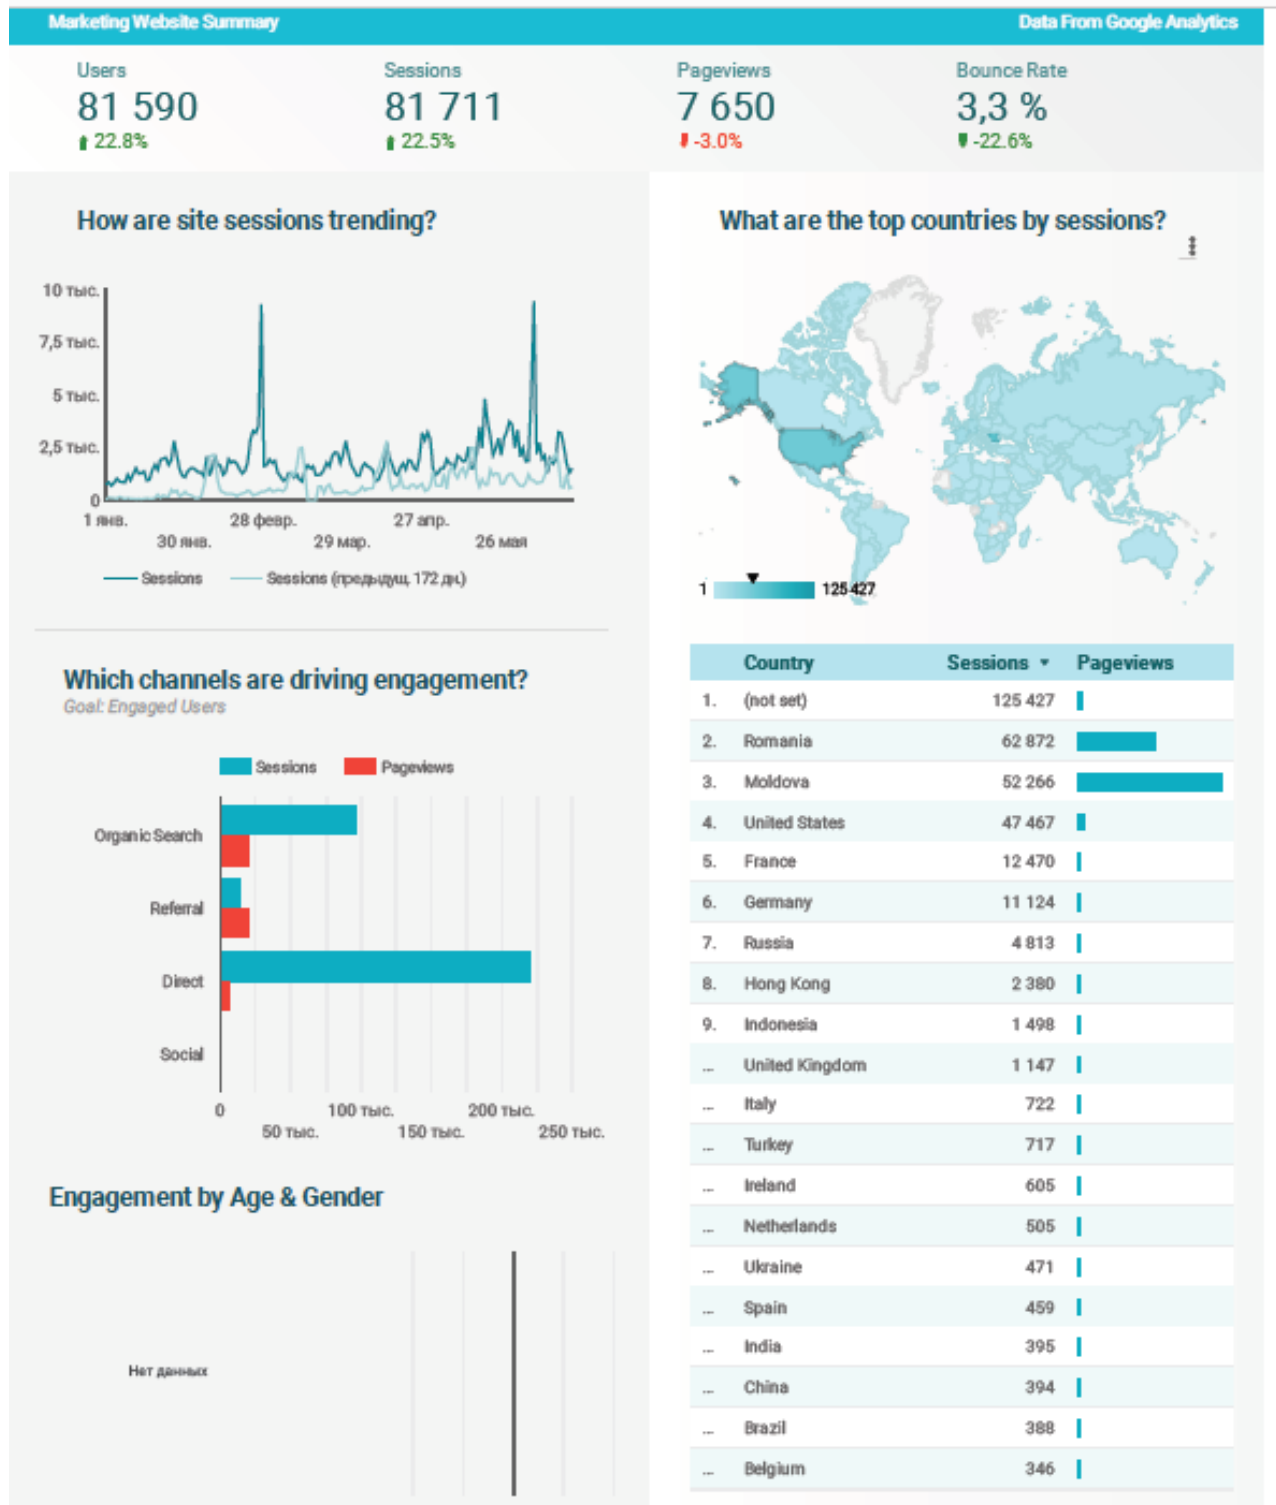 Marketing Website Summary
Data From Google Analytics
Users
81 590
22.8%
Sessions
81 711
22.5%
Pageviews
7 650
-3.0%
Bounce Rate
3,3 %
-22.6%
How are site sessions trending?
10 тыс.
7,5 тыс.
5 тыс.
2,5 тыс.
0
1 янв.
30 янв.
28 февр.
29 мар.
27 апр.
26 мая
Sessions
Sessions (предыдущ. 172 дн.)
Which channels are driving engagement?
Goal: Engaged Users
Sessions
Pageviews
Organic Search
Referral
Direct
Social
0
50 тыс.
100 тыс.
150 тыс.
200 тыс.
250 тыс.
Engagement by Age & Gender
Нет данных
What are the top countries by sessions?
1
125 427
Country Sessions Pageviews
1. (not set) 125 427
2. Romania 62 872
3. Moldova 52 266
4. United States 47 467
5. France 12 470
6. Germany 11 124
7. Russia 4 813
8. Hong Kong 2 380
9. Indonesia 1 498
... United Kingdom 1 147
... Italy 722
... Turkey 717
... Ireland 605
... Netherlands 505
... Ukraine 471
... Spain 459
... India 395
... China 394
... Brazil 388
... Belgium 346